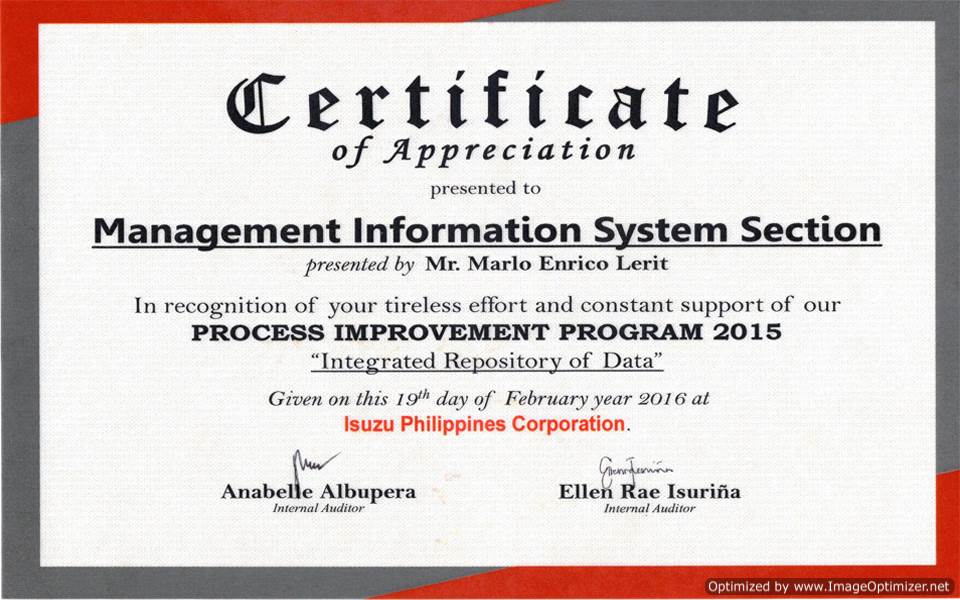 Certificate
of Appreciation
presented to
Management Information System Section
presented by Mr. Marlo Enrico Lerit
In recognition of your tireless effort and constant support of our
PROCESS IMPROVEMENT PROGRAM 2015
“Integrated Repository of Data”
Given on this 19th day of February year 2016 at
Isuzu Philippines Corporation.
Anabelle Albupera
Internal Auditor
Ellen Rae Isuriña
Internal Auditor
Optimized by www.ImageOptimizer.net